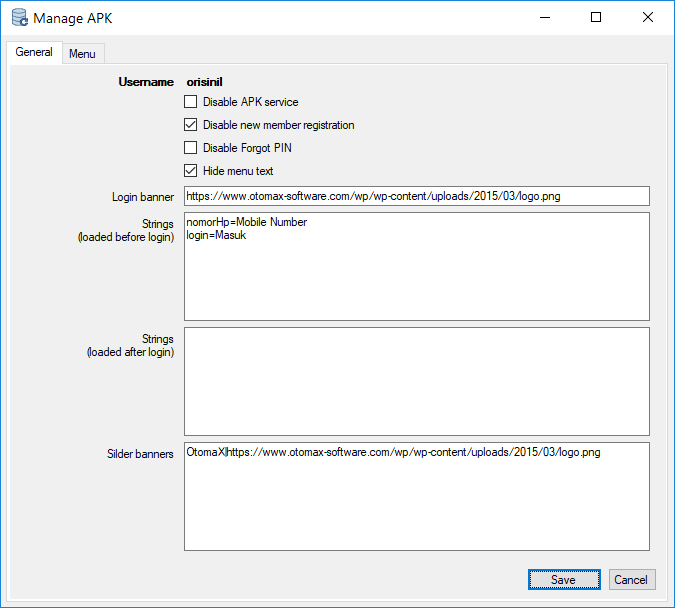 Manage APK
General
Menu
Username orisinil
Disable APK service
Disable new member registration
Disable Forgot PIN
Hide menu text
Login banner https://www.otomax-software.com/wp/wp-content/uploads/2015/03/logo.png
Strings
(loaded before login)
nomorHp=Mobile Number
login=Masuk
Strings
(loaded after login)
Silder banners OtomaX|https://www.otomax-software.com/wp/wp-content/uploads/2015/03/logo.png
Save
Cancel